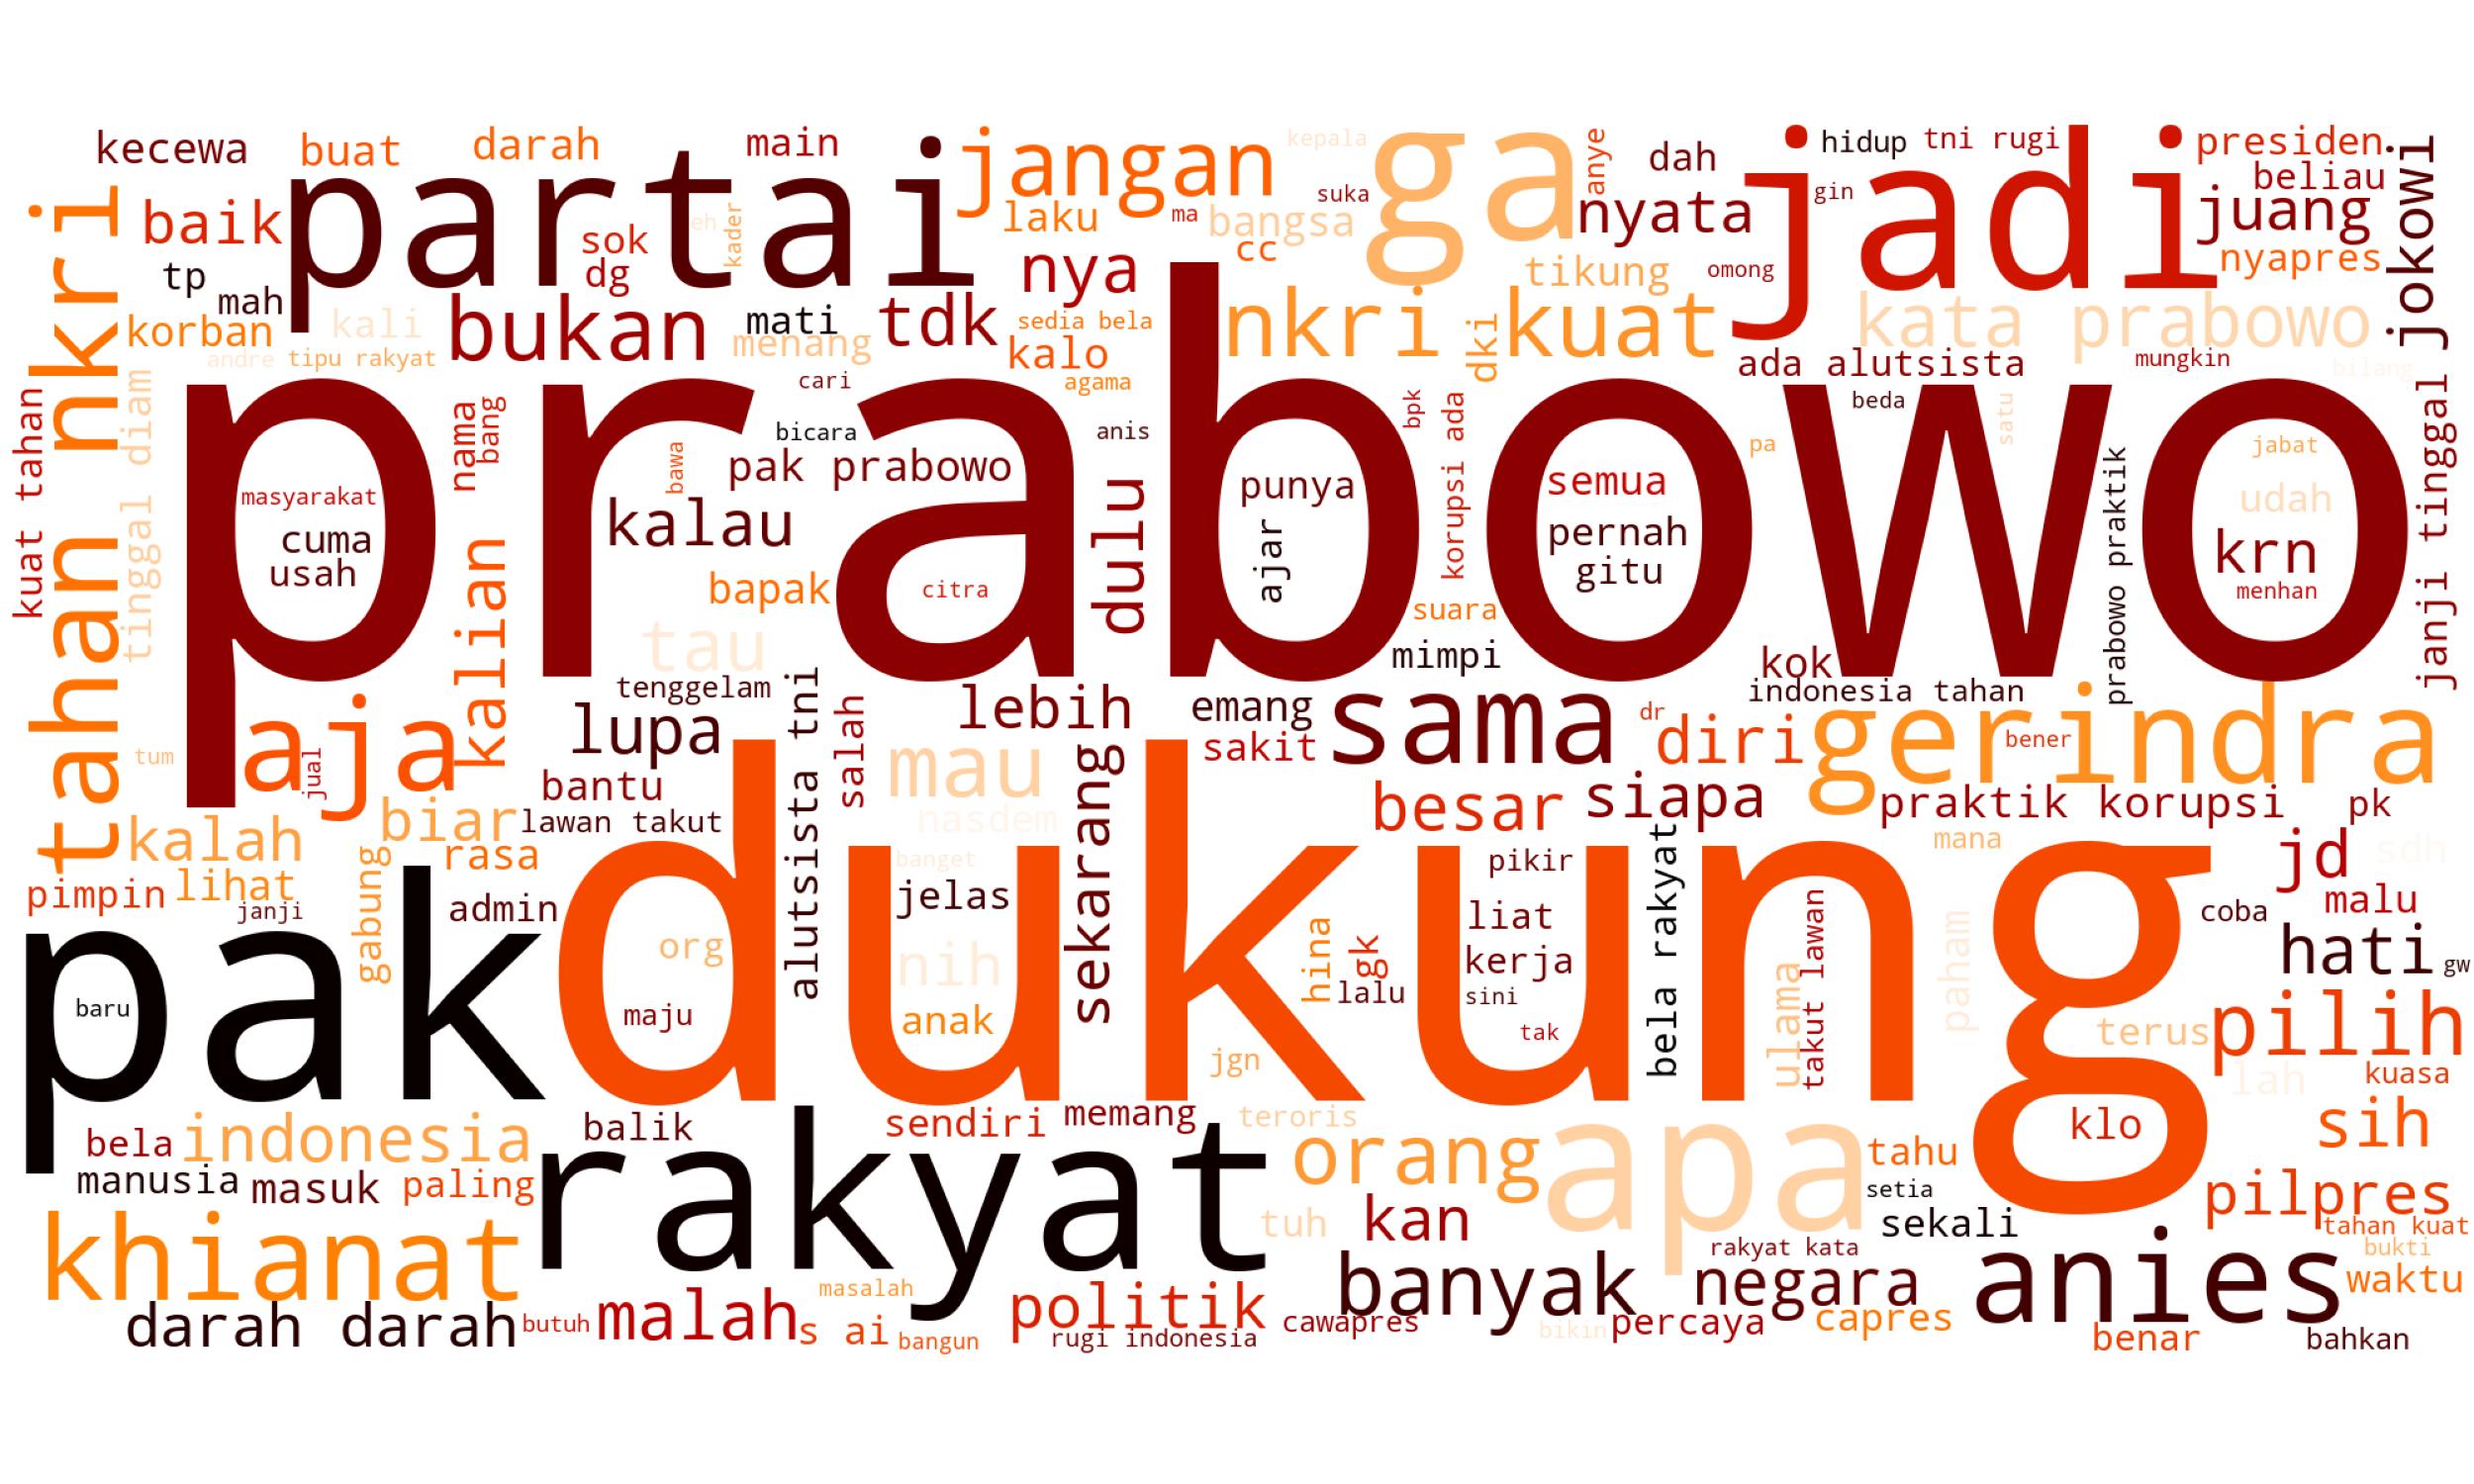 kecewa
buat
darah
main
jangan
kepala
ga
anye
dah
jadi
hidup
tni rugi
presiden
jokowi
baik
partai
sok
dg
eh
kader
laku
ma
bangsa
cc
suka
nyata
gin
beliau
juang
nyapres
tahan nkri
tp
mah
korban
kali
andre
tipu rakyat
bukan
mati
menang
tdk
nya
sedia bela
kalo
agama
nkri
dki
kuat
tikung
omong
kata prabowo
ada alutsista
mungkin
bilang
kuat tahan
tinggal diam
prabowo
masyarakat
cuma
usah
nama
bang
kalian
bawa
kalau
cari
bicara
pak prabowo
bapak
citra
anis
dulu
punya
ajar
bpk
korupsi ada
suara
mimpi
semua
pernah
gitu
pa
beda
satu
kok
prabowo praktik
jabat
udah
krn
menhan
janji tinggal
tum
aja
jual
tau
tenggelam
lupa
bantu
lawan takut
alutsista tni
salah
lebih
mau
nasdem
banget
sekarang
emang
sakit
sama
dr
diri
indonesia tahan
gerindra
bener
besar
siapa
praktik korupsi
pk
kalah
biar
rasa
lihat
pimpin
janji
gabung
admin
pak
baru
dukung
org
maju
jelas
nih
anak
jgn
hina
lgk
lalu
pikir
liat
kerja
sini
tak
bela rakyat
ulama
takut lawan
mana
paham
jd
sdh
malu
coba
hati
gw
terus
pilih
lah
kuasa
klo
sih
bela
indonesia
balik
sendiri
memang
teroris
manusia
masuk
paling
rakyat
orang
apa
tahu
setia
sekali
pilpres
tahan kuat
bukti
waktu
khianat
tuh
kan
rakyat kata
negara
anies
banyak
darah darah
butuh
malah
masalah
s ai
bangun
politik
rugi indonesia
cawapres
bikin
percaya
capres
benar
bahkan